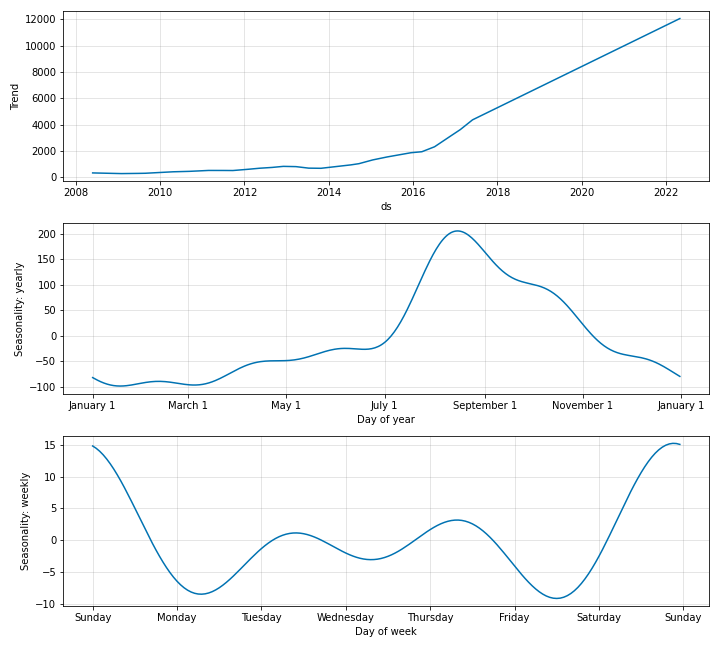 12000
10000
8000
6000
4000
2000
0
Trend
2008 2010 2012 2014 2016 2018 2020 2022
ds
200
150
100
50
0
−50
−100
Seasonality: yearly
January 1 March 1 May 1 July 1 September 1 November 1 January 1
Day of year
15
10
5
0
−5
−10
Seasonality: weekly
Sunday Monday Tuesday Wednesday Thursday Friday Saturday Sunday
Day of week